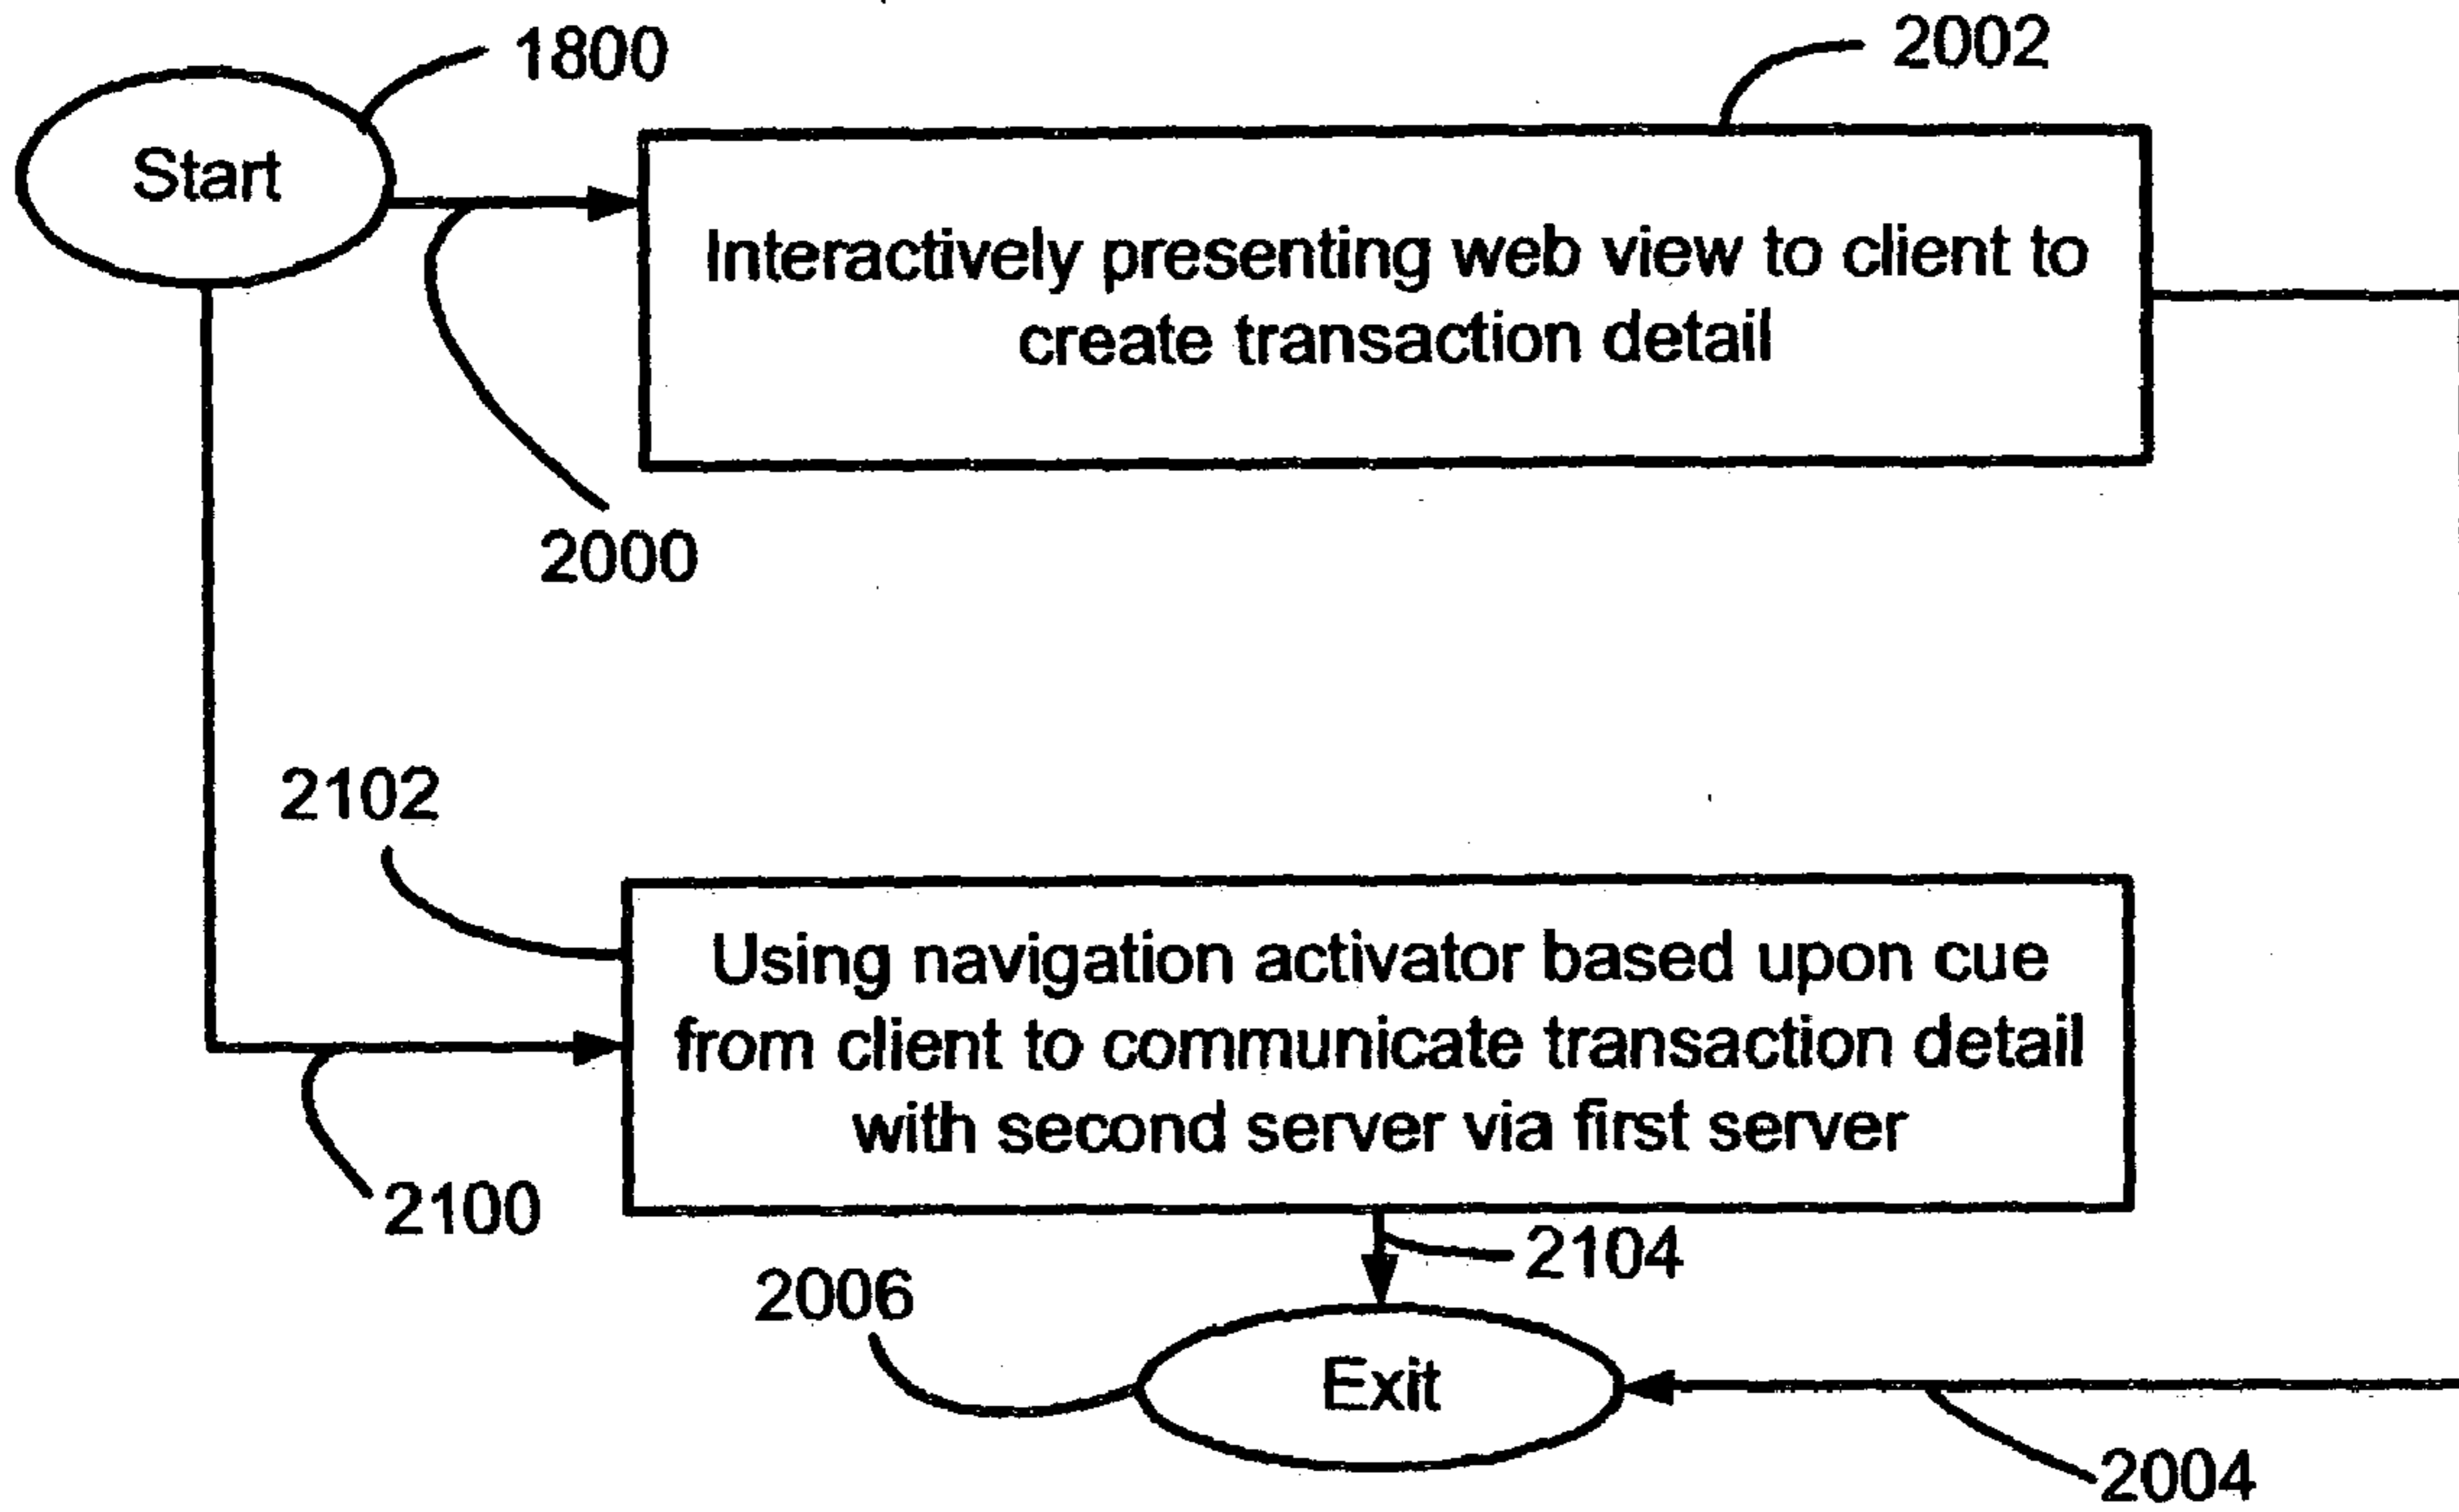 1800
2002
Start
Interactively presenting web view to client to
create transaction detail
2000
2102
Using navigation activator based upon cue
from client to communicate transaction detail
with second server via first server
2100
2104
2006
Exit
2004